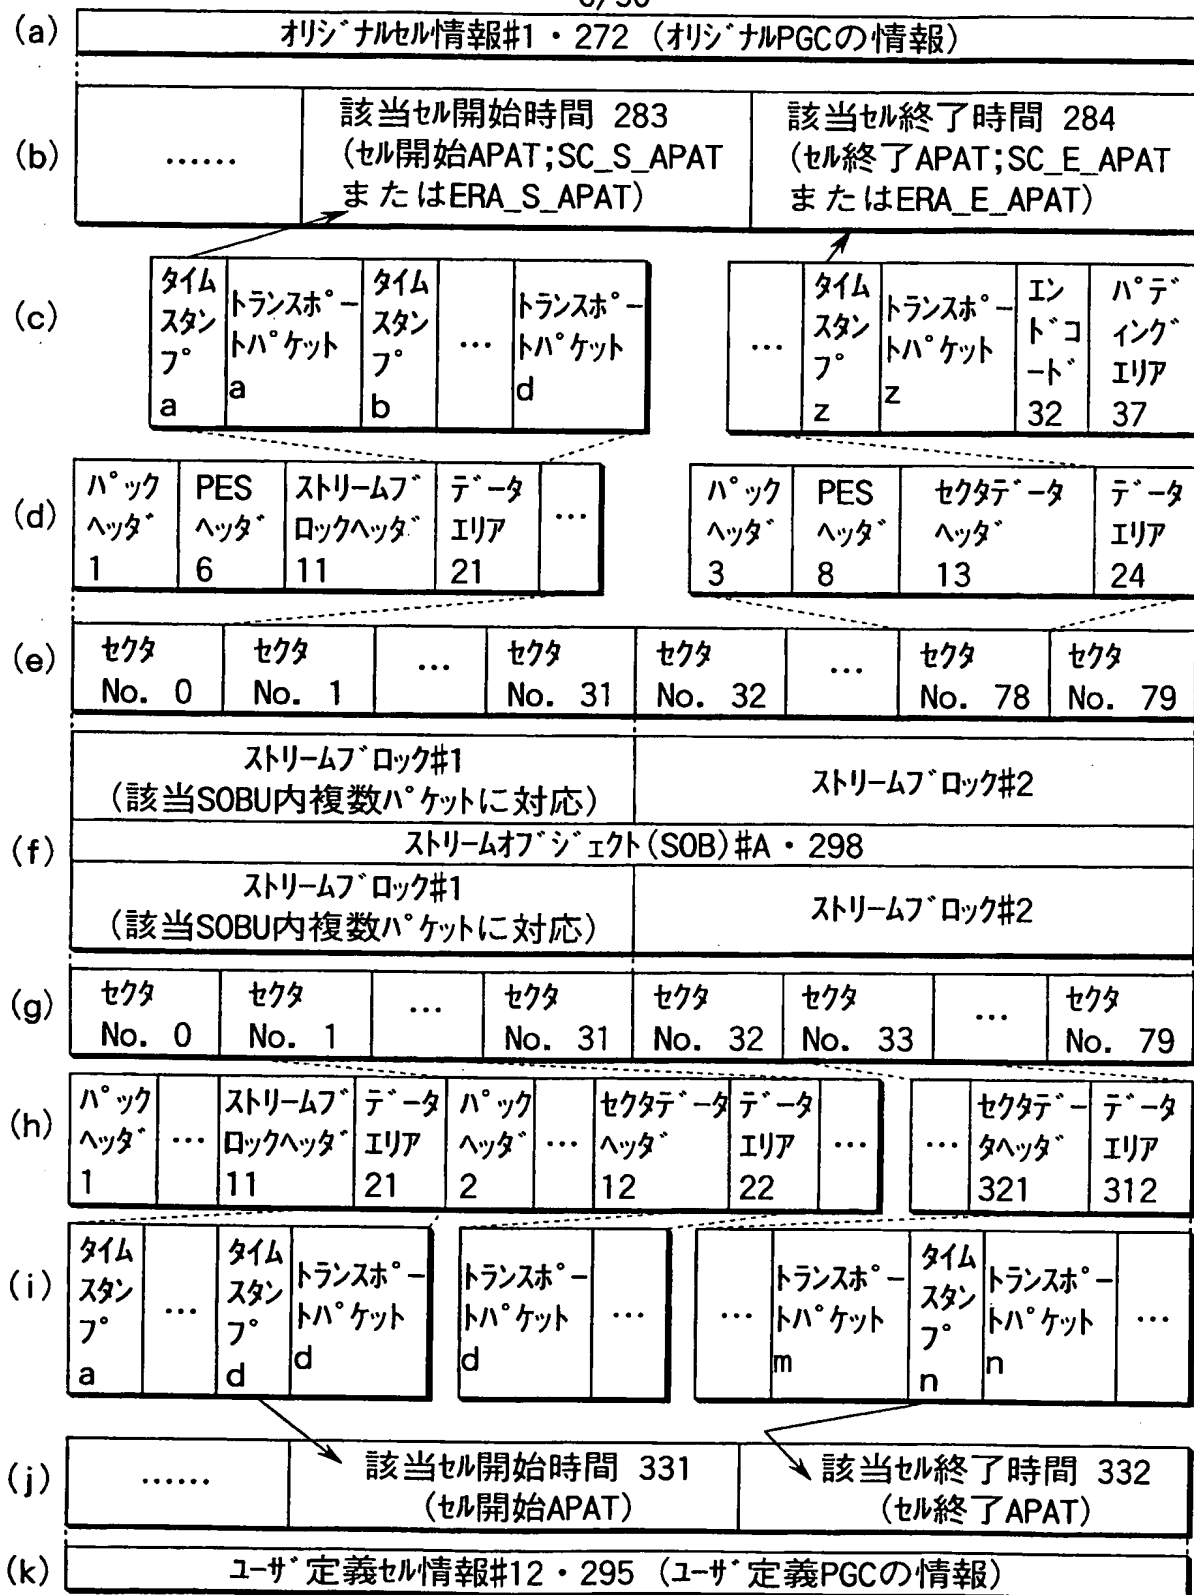 (a) オリジナルセル情報#1・272 (オリジナルPGCの情報)
(b) …… 該当セル開始時間 283 該当セル終了時間 284
(セル開始APAT;SC_S_APAT (セル終了APAT;SC_E_APAT
またはERA_S_APAT) またはERA_E_APAT)
(c) タイムスタンプa トランスポートパケットa タイムスタンプb … トランスポートパケットd … タイムスタンプz トランスポートパケットz エンドコード32 パディングエリア37
(d) パックヘッダ1 PESヘッダ6 ストリームブロックヘッダ11 データエリア21 … パックヘッダ3 PESヘッダ8 セクタデータヘッダ13 データエリア24
(e) セクタNo. 0 セクタNo. 1 … セクタNo. 31 セクタNo. 32 … セクタNo. 78 セクタNo. 79
ストリームブロック#1
(該当SOBU内複数パケットに対応) ストリームブロック#2
(f) ストリームオブジェクト(SOB)#A・298
ストリームブロック#1
(該当SOBU内複数パケットに対応) ストリームブロック#2
(g) セクタNo. 0 セクタNo. 1 … セクタNo. 31 セクタNo. 32 セクタNo. 33 … セクタNo. 79
(h) パックヘッダ1 … ストリームブロックヘッダ11 データエリア21 パックヘッダ2 … セクタデータヘッダ12 データエリア22 … … セクタデータヘッダ321 データエリア312
(i) タイムスタンプa … タイムスタンプd トランスポートパケットd トランスポートパケットd … … トランスポートパケットm タイムスタンプn トランスポートパケットn …
(j) …… 該当セル開始時間 331 該当セル終了時間 332
(セル開始APAT) (セル終了APAT)
(k) ユーザ定義セル情報#12・295 (ユーザ定義PGCの情報)